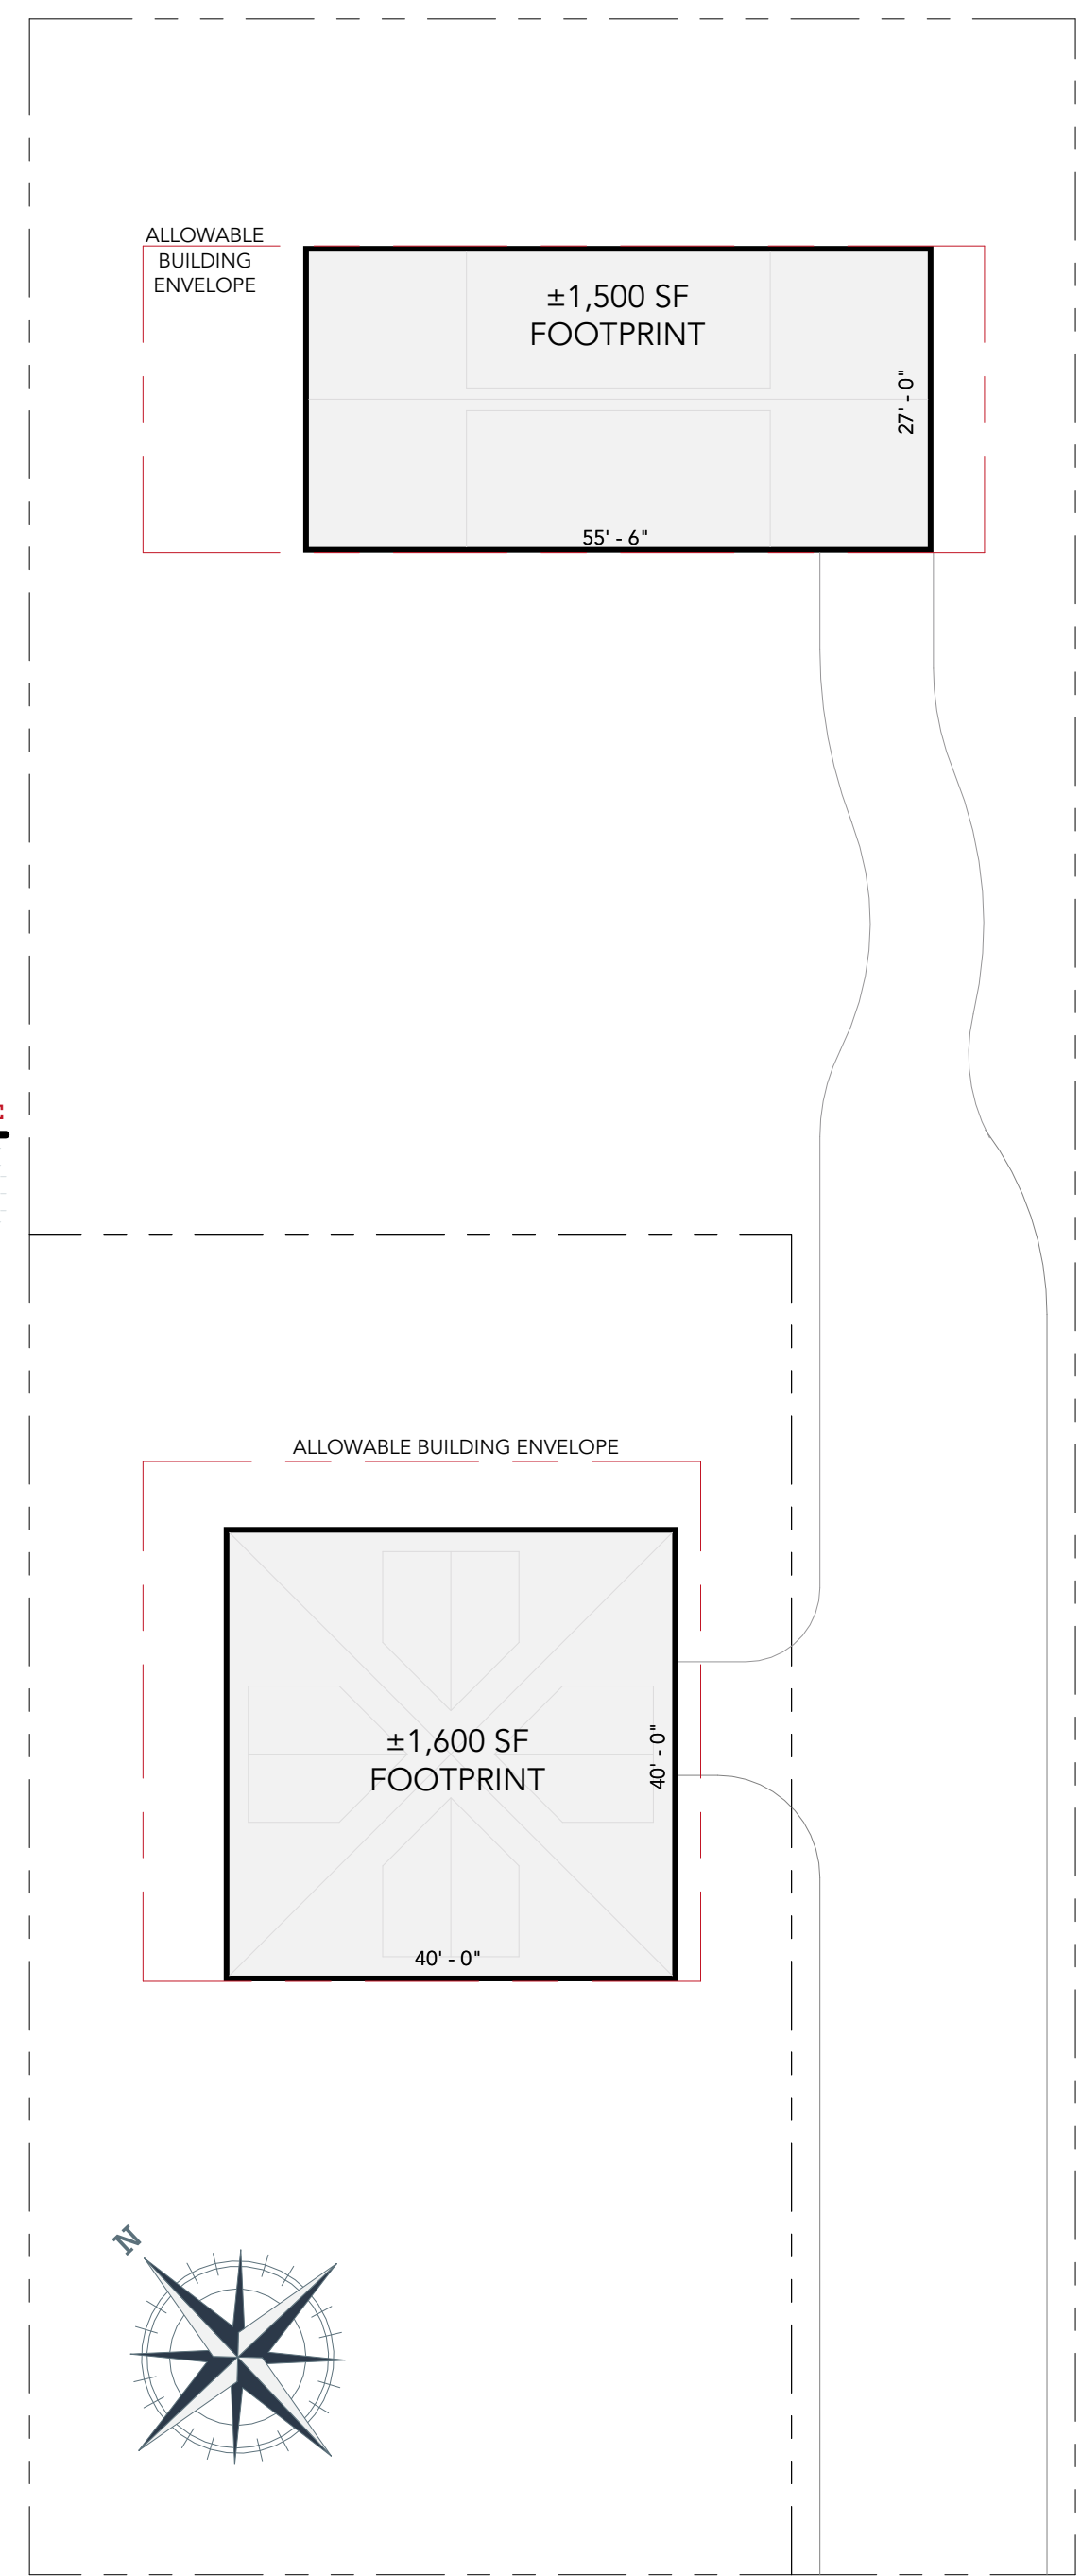 ALLOWABLE
BUILDING
ENVELOPE
±1,500 SF
FOOTPRINT
27' - 0"
55' - 6"
ALLOWABLE BUILDING ENVELOPE
±1,600 SF
FOOTPRINT
40' - 0"
40' - 0"
N